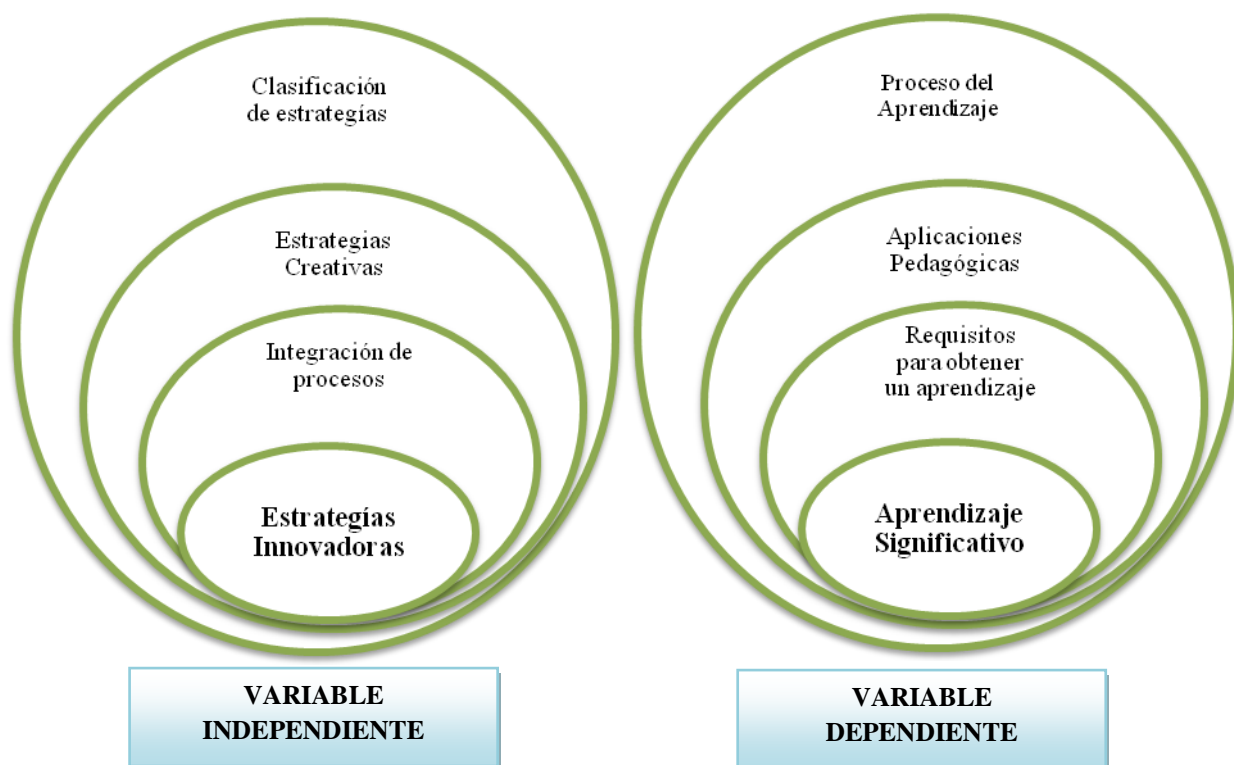 Clasificación
de estrategías
Estrategias
Creativas
Integración de
procesos
Estrategías
Innovadoras
VARIABLE
INDEPENDIENTE
Proceso del
Aprendizaje
Aplicaciones
Pedagógicas
Requisitos
para obtener
un aprendizaje
Aprendizaje
Significativo
VARIABLE
DEPENDIENTE